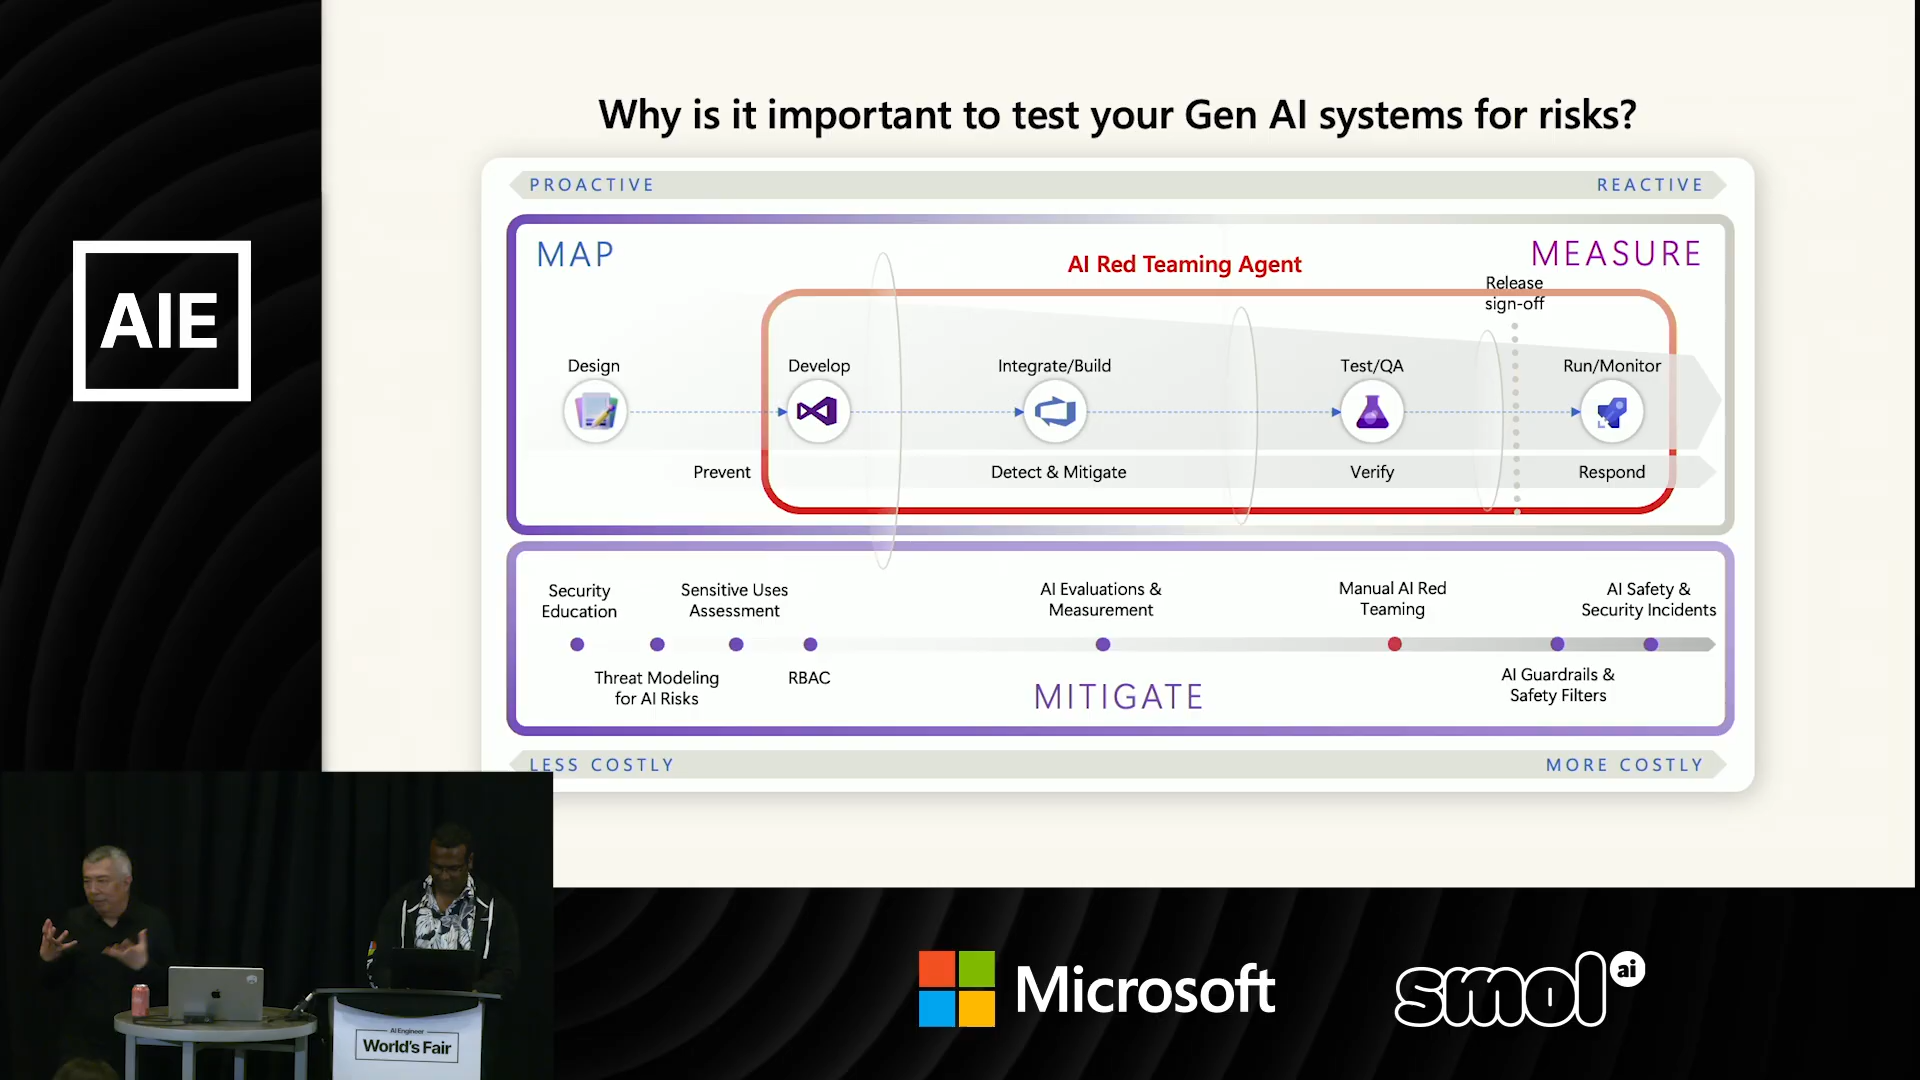 Why is it important to test your Gen AI systems for risks?
PROACTIVE
REACTIVE
MAP
AI Red Teaming Agent
MEASURE
Release
sign-off
Design
Develop
Integrate/Build
Test/QA
Run/Monitor
Prevent
Detect & Mitigate
Verify
Respond
Security
Education
Sensitive Uses
Assessment
AI Evaluations &
Measurement
Manual AI Red
Teaming
AI Safety &
Security Incidents
Threat Modeling
for AI Risks
RBAC
MITIGATE
AI Guardrails &
Safety Filters
LESS COSTLY
MORE COSTLY
AIE
AI Engineer
World's Fair
Microsoft
smol ai